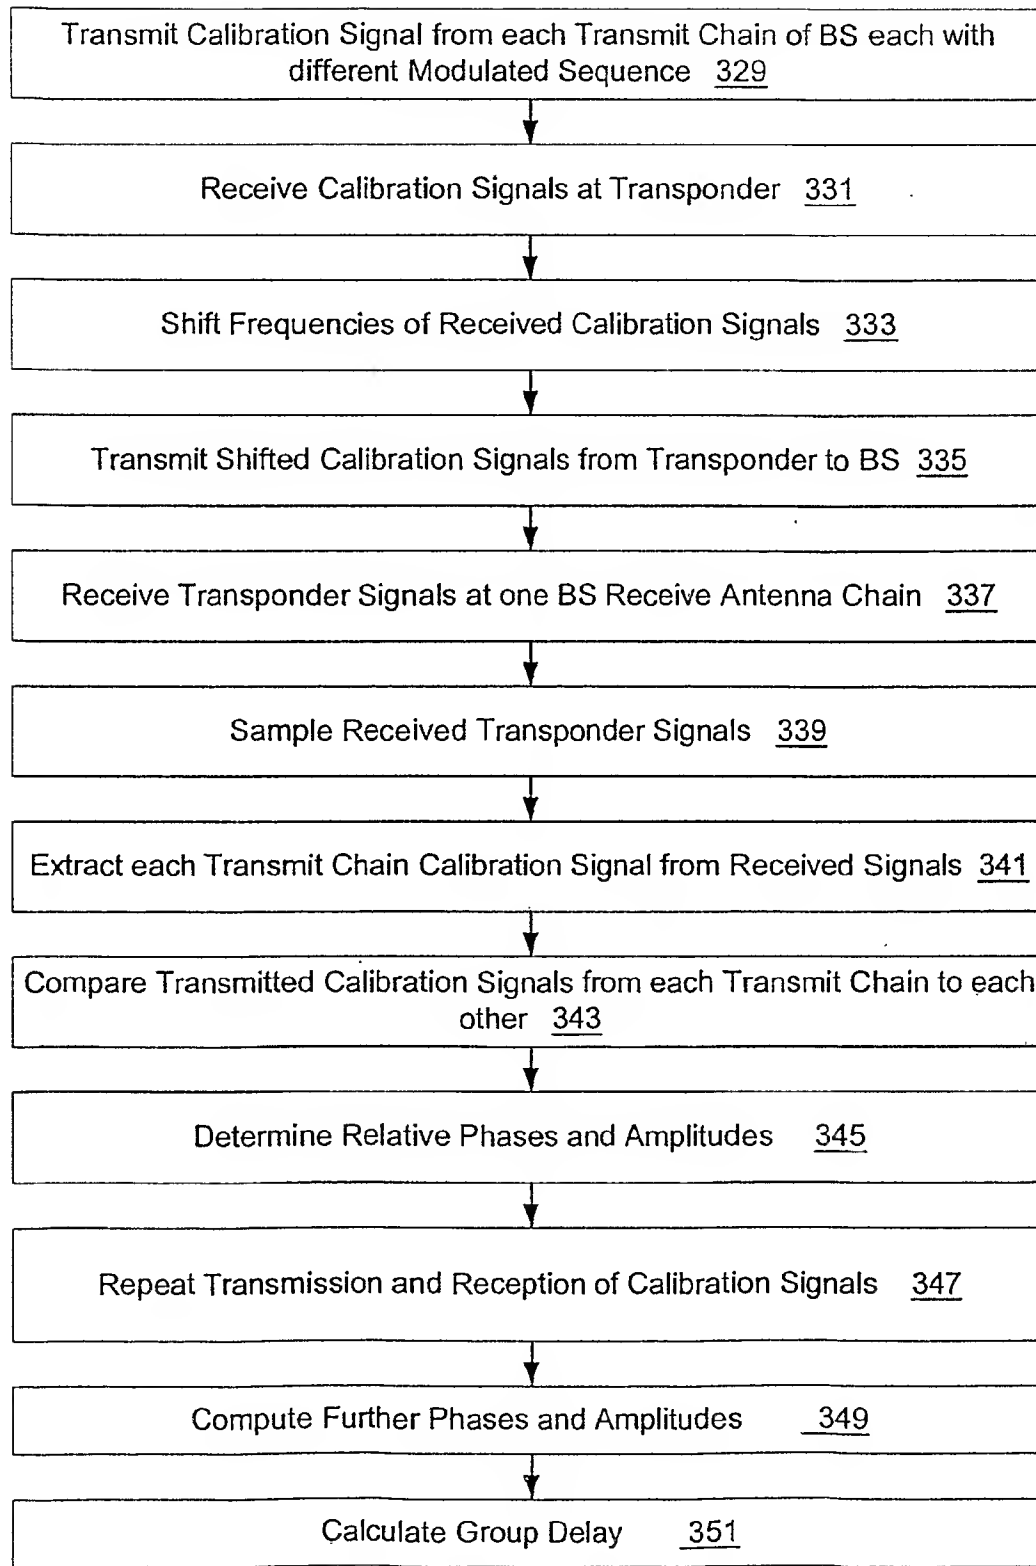 Transmit Calibration Signal from each Transmit Chain of BS each with
different Modulated Sequence 329
Receive Calibration Signals at Transponder 331
Shift Frequencies of Received Calibration Signals 333
Transmit Shifted Calibration Signals from Transponder to BS 335
Receive Transponder Signals at one BS Receive Antenna Chain 337
Sample Received Transponder Signals 339
Extract each Transmit Chain Calibration Signal from Received Signals 341
Compare Transmitted Calibration Signals from each Transmit Chain to each
other 343
Determine Relative Phases and Amplitudes 345
Repeat Transmission and Reception of Calibration Signals 347
Compute Further Phases and Amplitudes 349
Calculate Group Delay 351